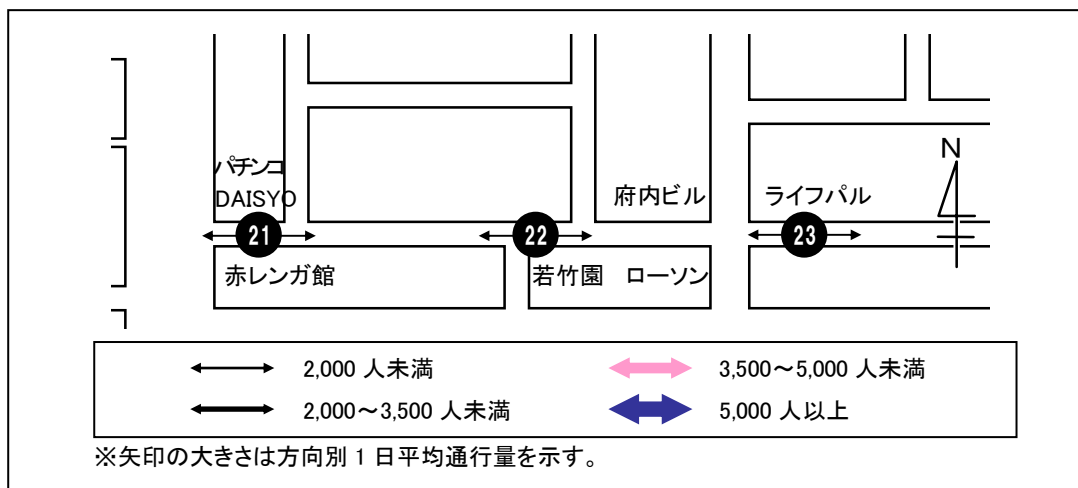 N
パチンコ
DAISYO
府内ビル
ライフパル
21
22
23
赤レンガ館
若竹園 ローソン
2,000 人未満
3,500～5,000 人未満
2,000～3,500 人未満
5,000 人以上
※矢印の大きさは方向別 1 日平均通行量を示す。